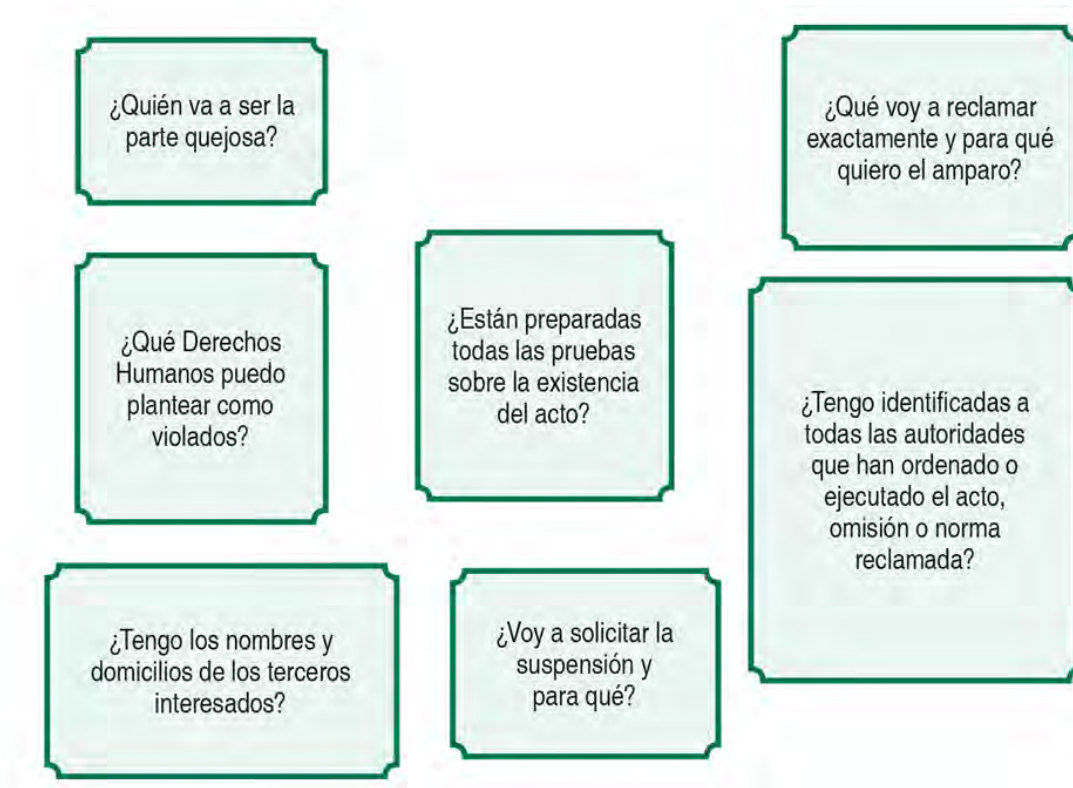 ¿Quién va a ser la
parte quejosa?
¿Qué voy a reclamar
exactamente y para qué
quiero el amparo?
¿Qué Derechos
Humanos puedo
plantear como
violados?
¿Están preparadas
todas las pruebas
sobre la existencia
del acto?
¿Tengo identificadas a
todas las autoridades
que han ordenado o
ejecutado el acto,
omisión o norma
reclamada?
¿Tengo los nombres y
domicilios de los terceros
interesados?
¿Voy a solicitar la
suspensión y
para qué?